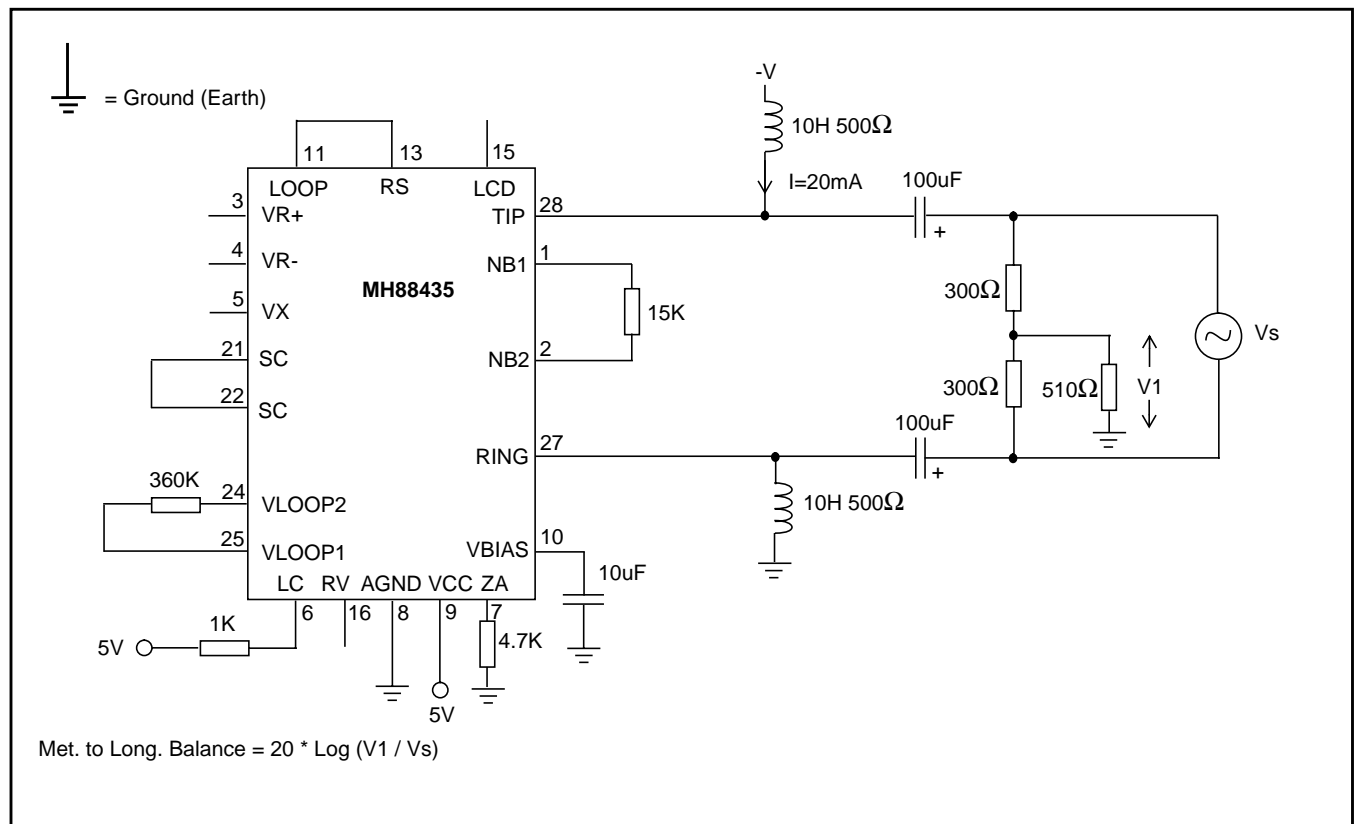 = Ground (Earth)
-V
10H 500Ω
11
13
15
I=20mA
100uF
LOOP
RS
LCD
3
VR+
TIP
28
+
4
VR-
NB1
1
MH88435
300Ω
15K
5
VX
Vs
21
SC
NB2
2
300Ω
510Ω
V1
22
SC
100uF
RING
27
+
360K
24
VLOOP2
10H 500Ω
25
VLOOP1
VBIAS
10
10uF
LC
RV
AGND
VCC
ZA
6
16
8
9
7
1K
4.7K
5V
5V
Met. to Long. Balance = 20 * Log (V1 / Vs)